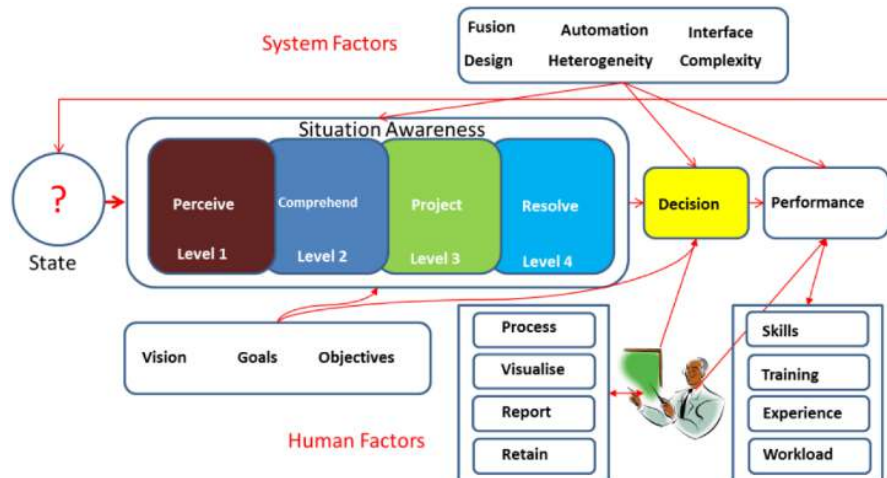 System Factors
Fusion Automation Interface
Design Heterogeneity Complexity
Situation Awareness
?
State
Perceive
Level 1
Comprehend
Level 2
Project
Level 3
Resolve
Level 4
Decision
Performance
Vision Goals Objectives
Human Factors
Process
Visualise
Report
Retain
Skills
Training
Experience
Workload